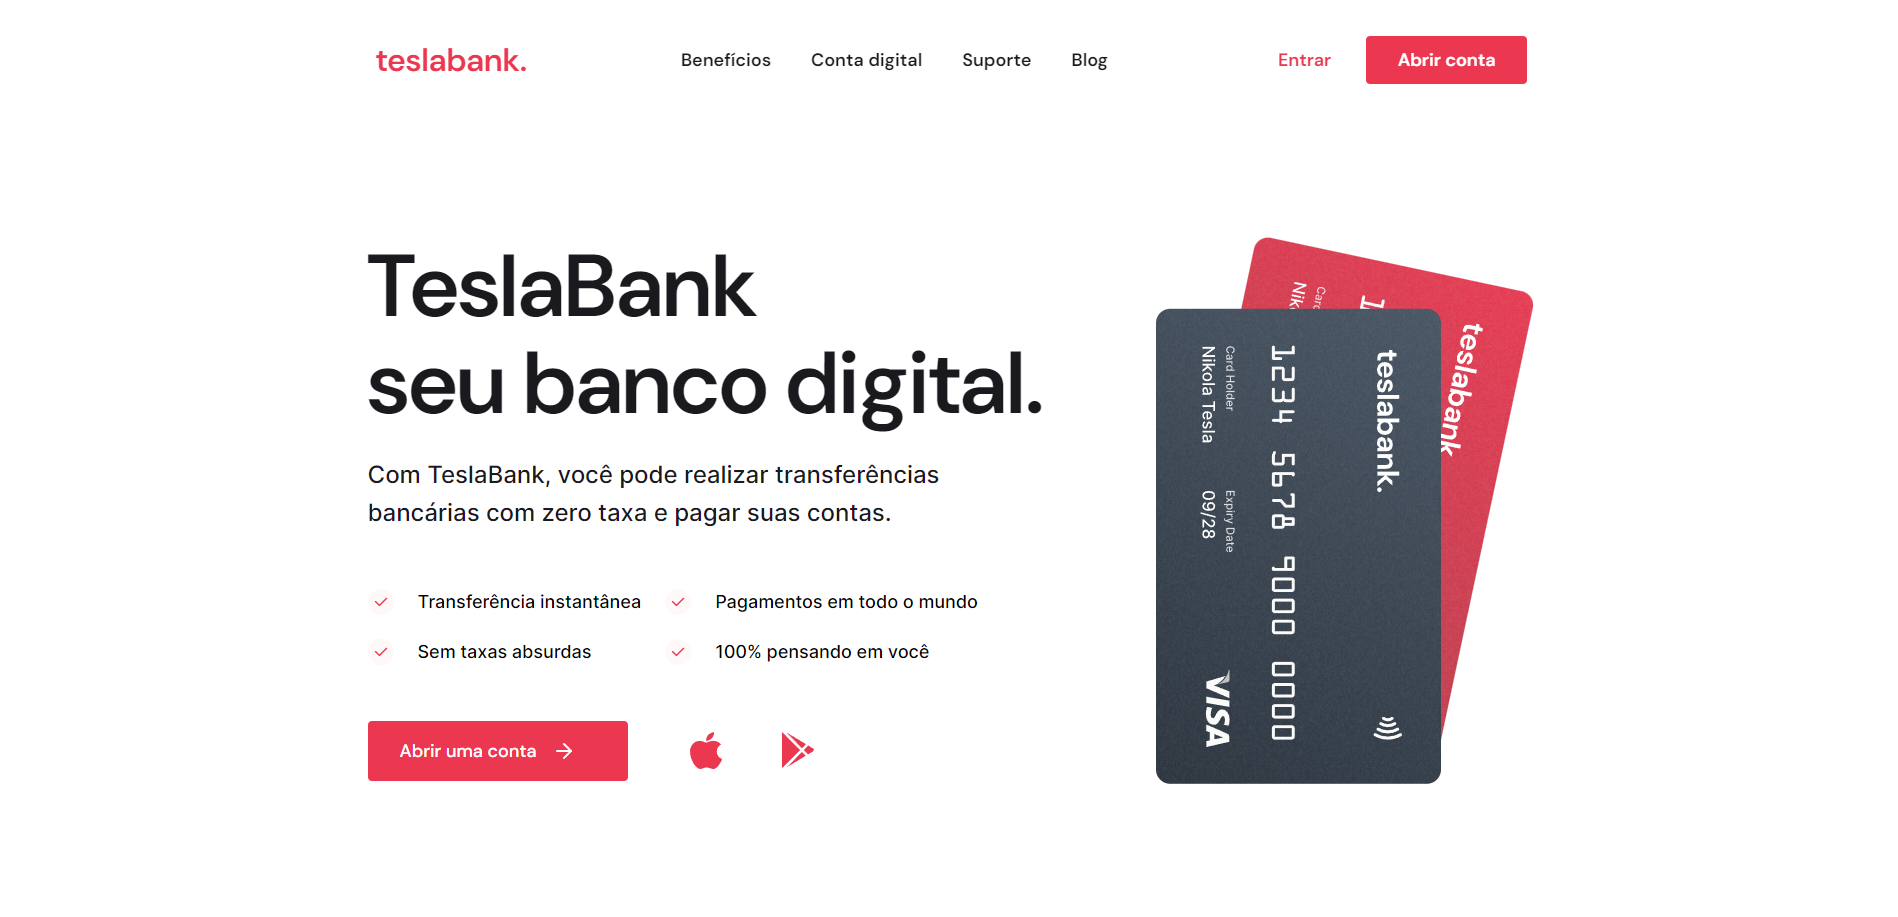 teslabank.
Benefícios
Conta digital
Suporte
Blog
Entrar
Abrir conta
TeslaBank
seu banco digital.
Com TeslaBank, você pode realizar transferências
bancárias com zero taxa e pagar suas contas.
Transferência instantânea
Pagamentos em todo o mundo
Sem taxas absurdas
100% pensando em você
Abrir uma conta
teslabank.
1234 5678 9000 0000
Card Holder
Nikola Tesla
Expiry Date
09/28
VISA
teslabank